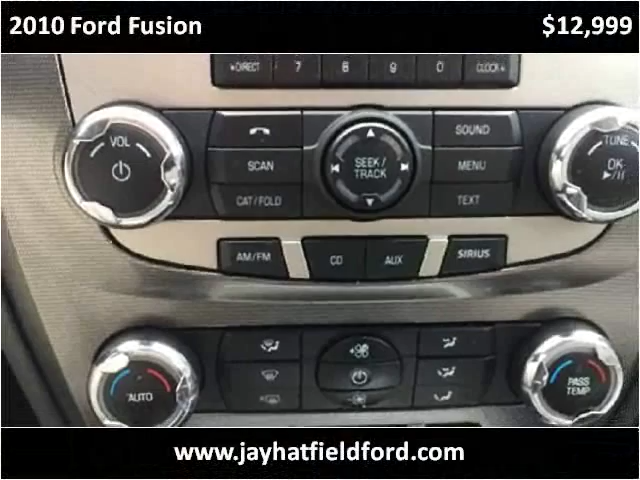 2010 Ford Fusion
$12,999
DIRECT 7 8 9 0 CLOCK
VOL SOUND TUNE
SCAN SEEK/ MENU OK
TRACK ►/II
CAT/FOLD TEXT
AM/FM CD AUX SIRIUS
AUTO PASS
TEMP
www.jayhatfieldford.com